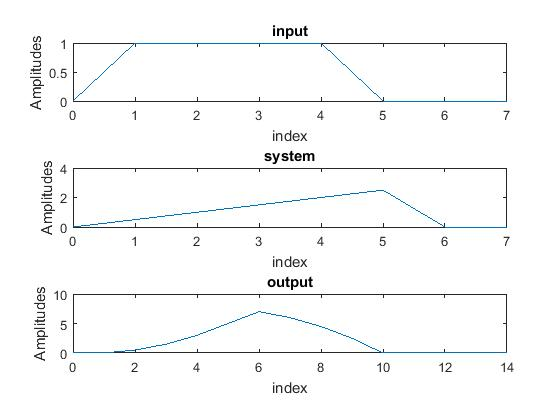 input
Amplitudes
1
0.5
0
0 1 2 3 4 5 6 7
index
system
Amplitudes
4
2
0
0 1 2 3 4 5 6 7
index
output
Amplitudes
10
5
0
0 2 4 6 8 10 12 14
index